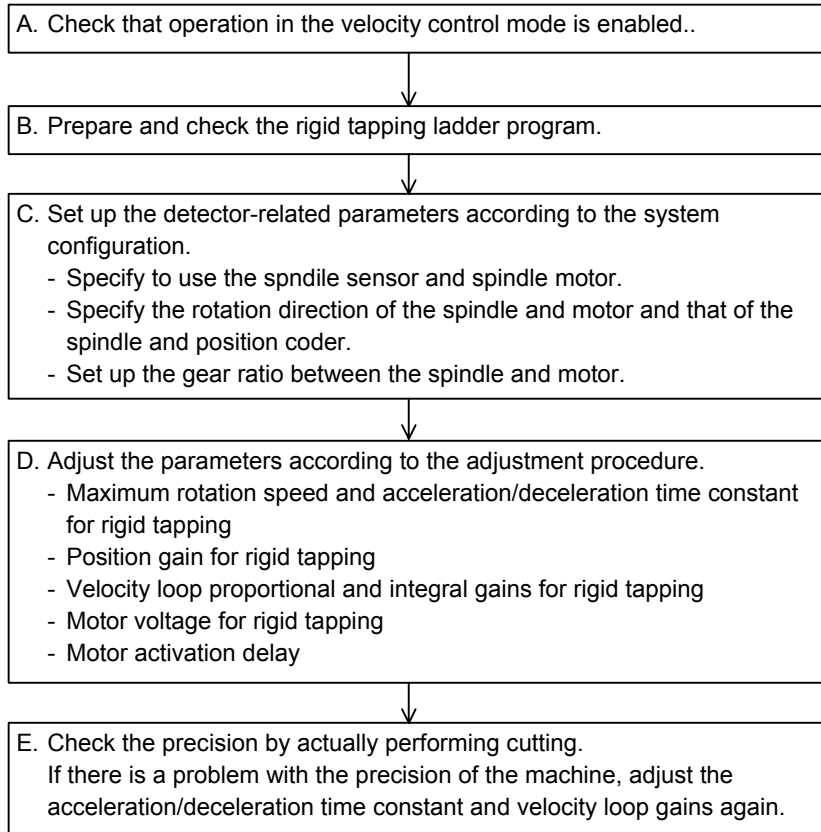 A. Check that operation in the velocity control mode is enabled..
B. Prepare and check the rigid tapping ladder program.
C. Set up the detector-related parameters according to the system
configuration.
- Specify to use the spndile sensor and spindle motor.
- Specify the rotation direction of the spindle and motor and that of the
spindle and position coder.
- Set up the gear ratio between the spindle and motor.
D. Adjust the parameters according to the adjustment procedure.
- Maximum rotation speed and acceleration/deceleration time constant
for rigid tapping
- Position gain for rigid tapping
- Velocity loop proportional and integral gains for rigid tapping
- Motor voltage for rigid tapping
- Motor activation delay
E. Check the precision by actually performing cutting.
If there is a problem with the precision of the machine, adjust the
acceleration/deceleration time constant and velocity loop gains again.